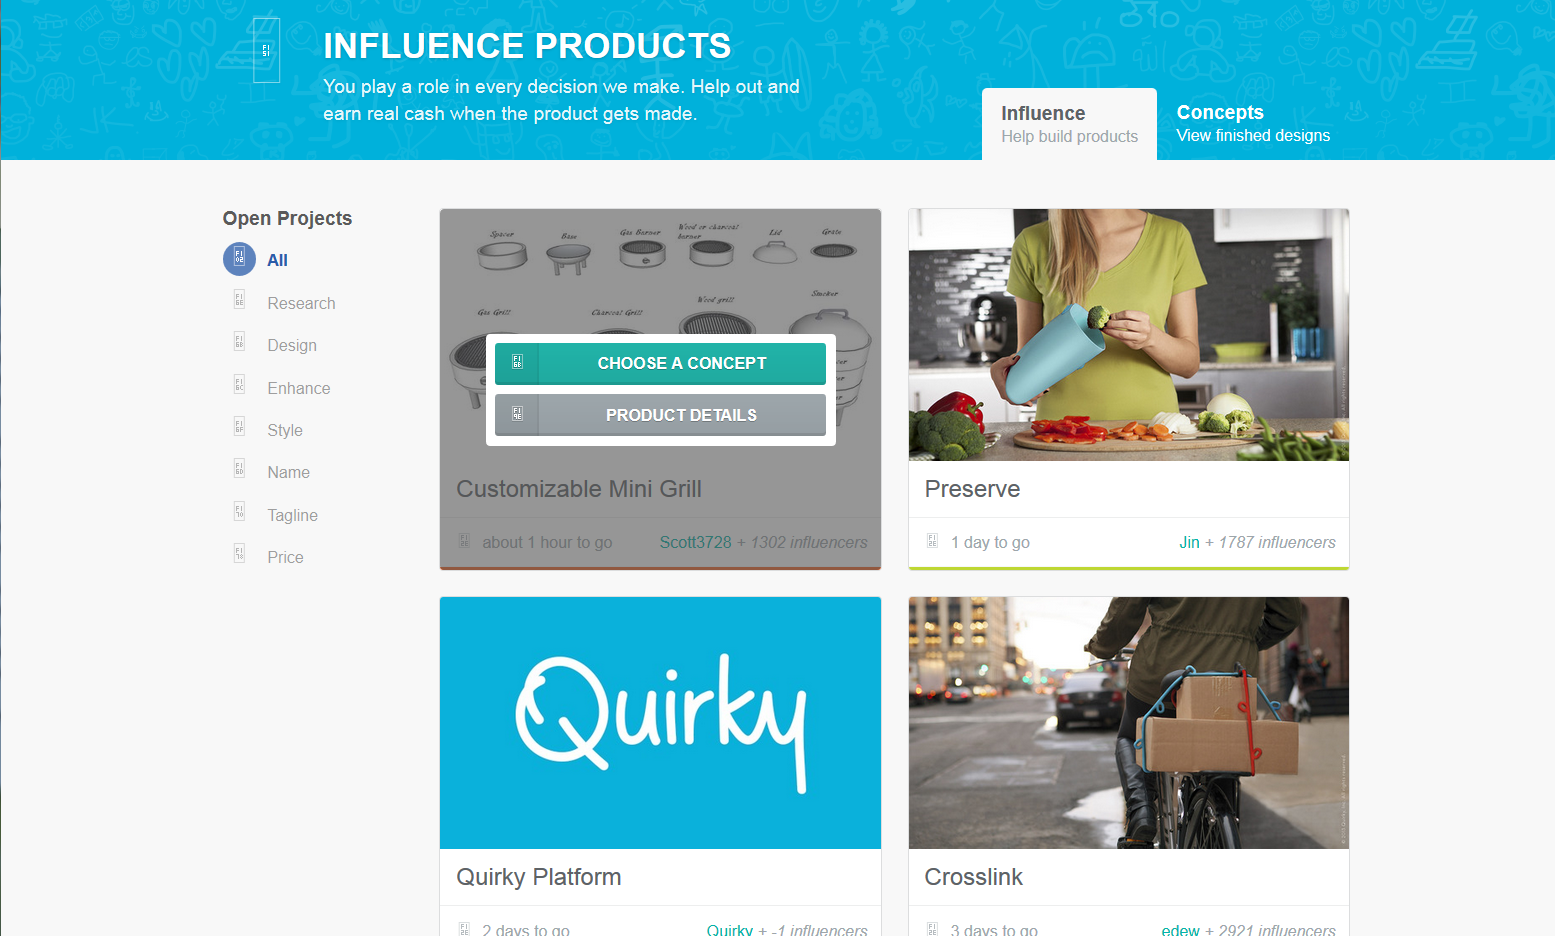 INFLUENCE PRODUCTS
You play a role in every decision we make. Help out and
earn real cash when the product gets made.
Influence
Help build products
Concepts
View finished designs
Open Projects
All
Research
Design
Enhance
Style
Name
Tagline
Price
Spacer
Base
Gas Burner
Wood or charcoal
burner
Lid
Grate
Gas Grill
Charcoal Grill
Wood grill
Smoker
CHOOSE A CONCEPT
PRODUCT DETAILS
Customizable Mini Grill
about 1 hour to go
Scott3728 + 1302 influencers
Preserve
1 day to go
Jin + 1787 influencers
Quirky
Quirky Platform
2 days to go
Quirky + -1 influencers
Crosslink
3 days to go
edew + 2921 influencers